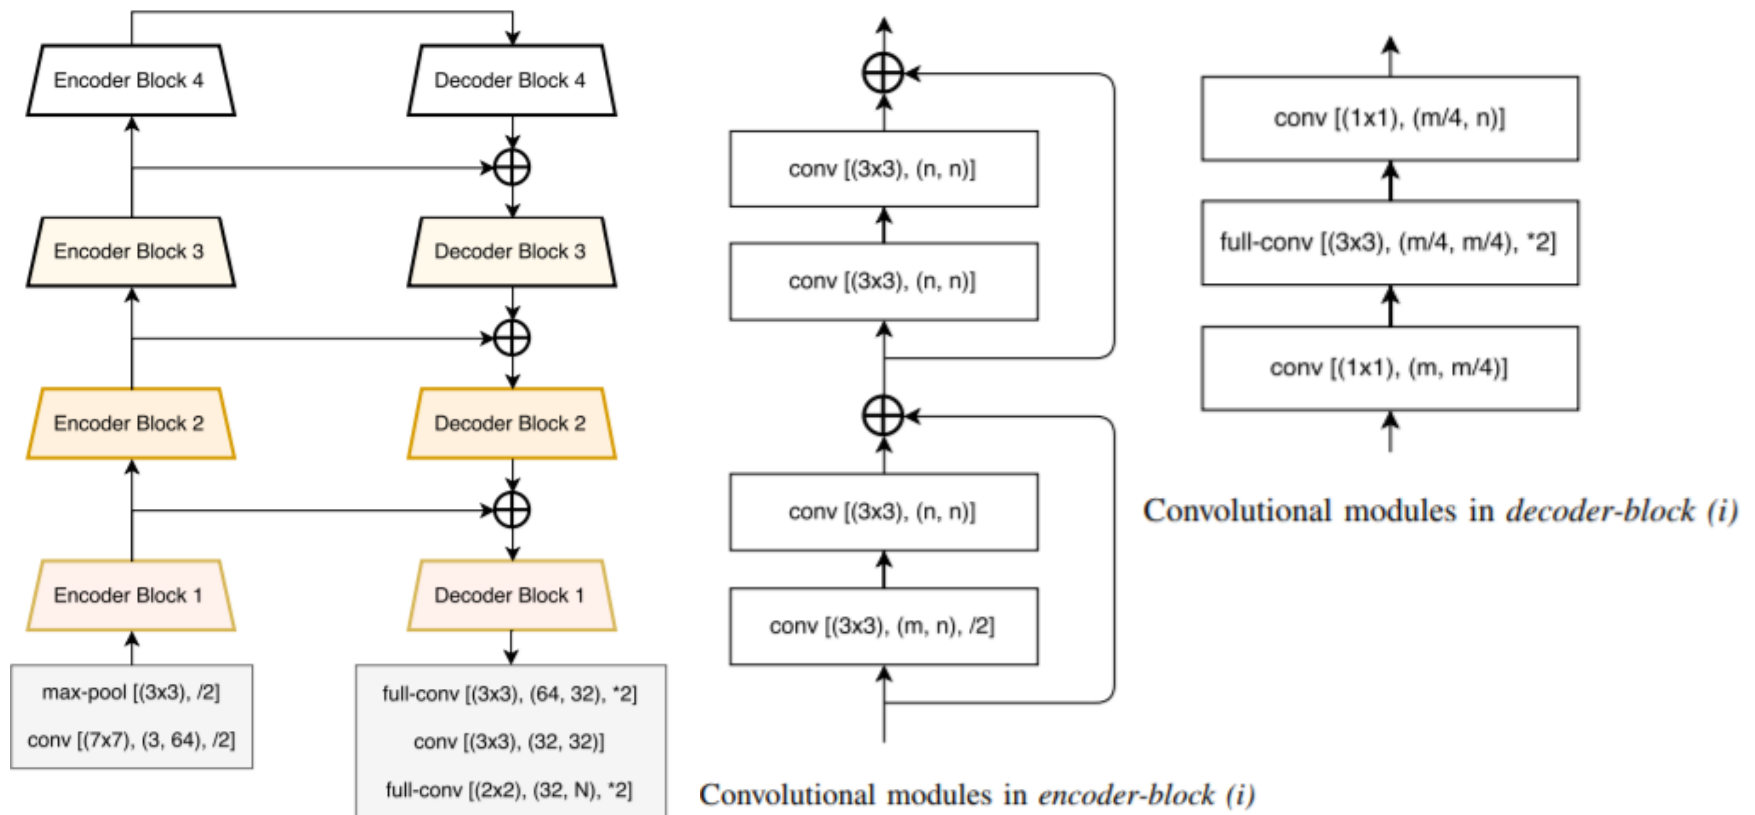 Encoder Block 4
Decoder Block 4
Encoder Block 3
Decoder Block 3
Encoder Block 2
Decoder Block 2
Encoder Block 1
Decoder Block 1
max-pool [(3x3), /2]
conv [(7x7), (3, 64), /2]
full-conv [(3x3), (64, 32), *2]
conv [(3x3), (32, 32)]
full-conv [(2x2), (32, N), *2]
conv [(3x3), (n, n)]
conv [(3x3), (n, n)]
conv [(3x3), (n, n)]
conv [(3x3), (m, n), /2]
Convolutional modules in encoder-block (i)
conv [(1x1), (m/4, n)]
full-conv [(3x3), (m/4, m/4), *2]
conv [(1x1), (m, m/4)]
Convolutional modules in decoder-block (i)